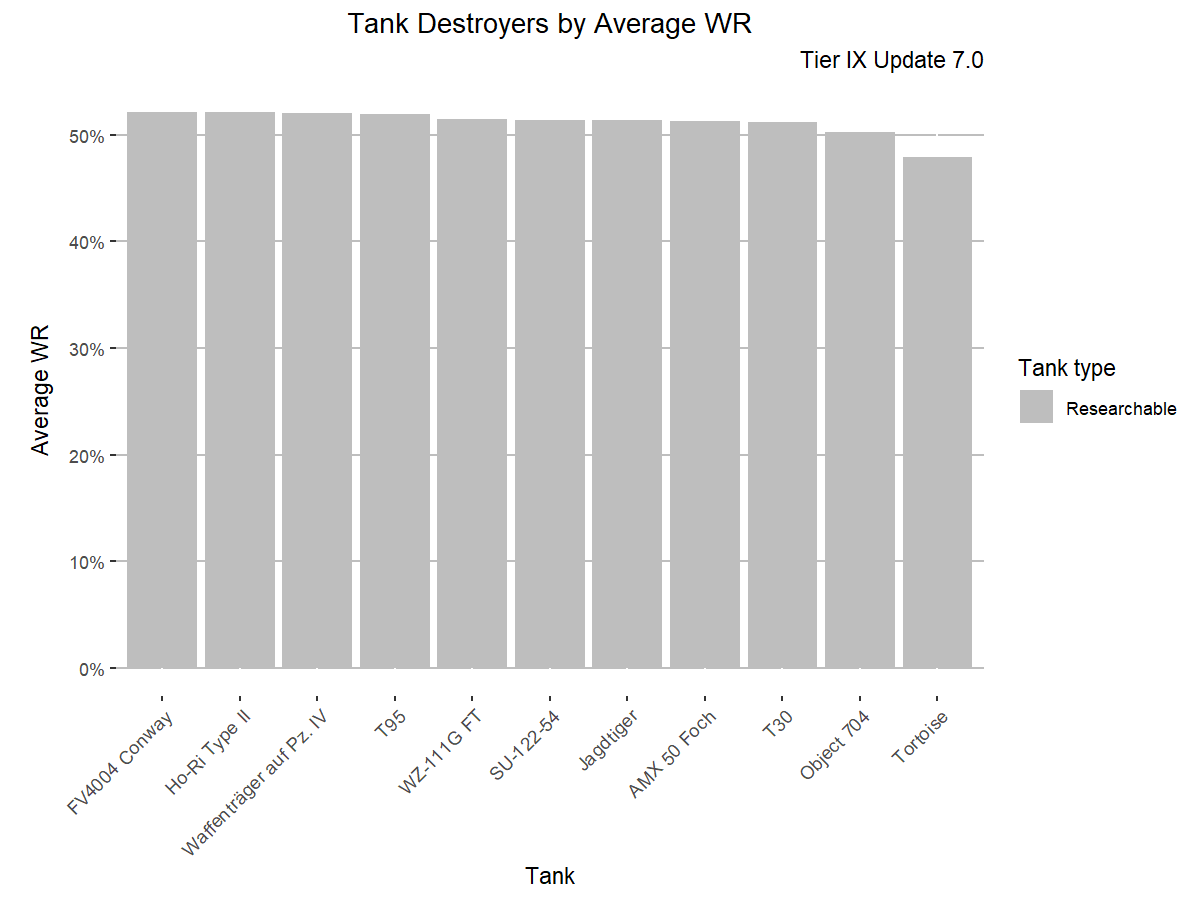 Tank Destroyers by Average WR
Tier IX Update 7.0
Average WR
50%
40%
30%
20%
10%
0%
FV4004 Conway
Ho-Ri Type II
Waffenträger auf Pz. IV
T95
WZ-111G FT
SU-122-54
Jagdtiger
AMX 50 Foch
T30
Object 704
Tortoise
Tank
Tank type
Researchable